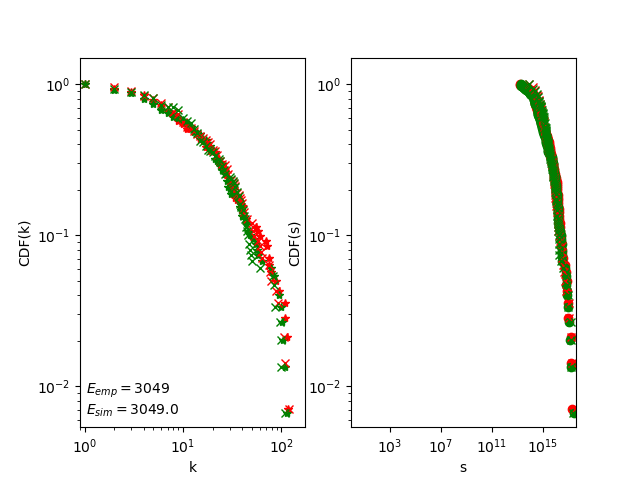 CDF(k)
10⁰
10⁻¹
10⁻²
E_emp = 3049
E_sim = 3049.0
10⁰ 10¹ 10²
k
CDF(s)
10⁰
10⁻¹
10⁻²
10³ 10⁷ 10¹¹ 10¹⁵
s